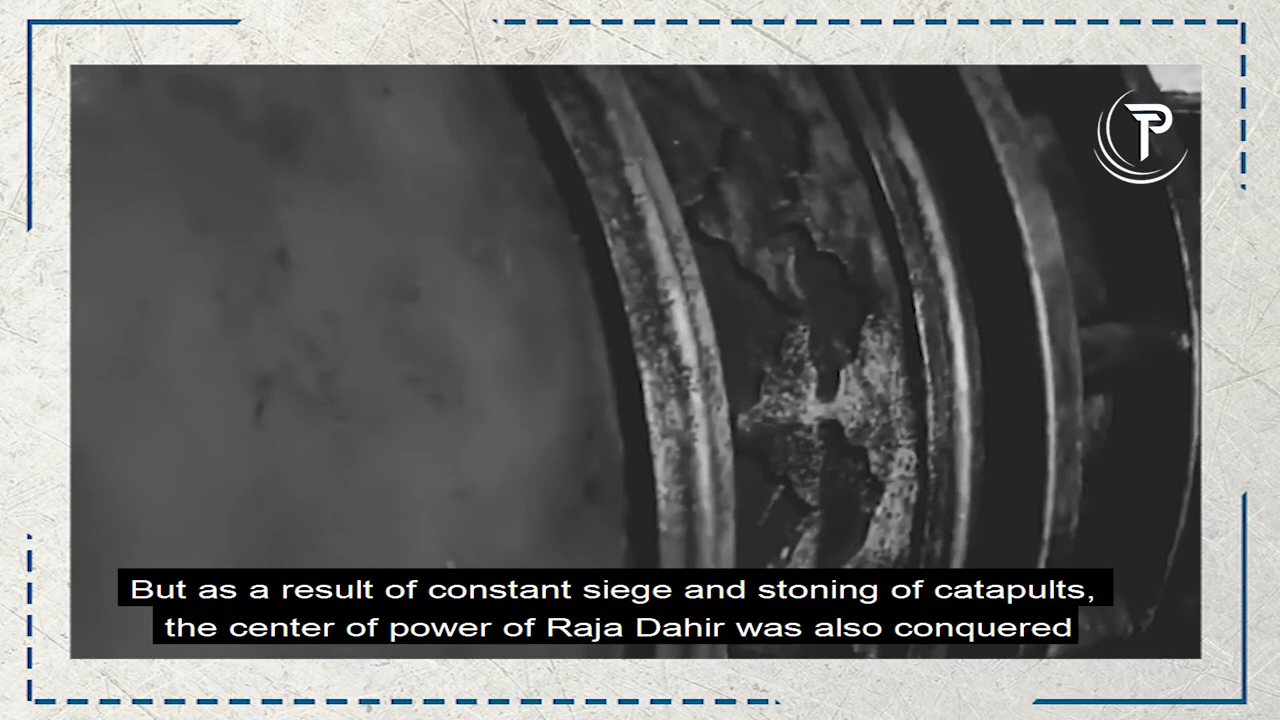 TP
But as a result of constant siege and stoning of catapults,
the center of power of Raja Dahir was also conquered